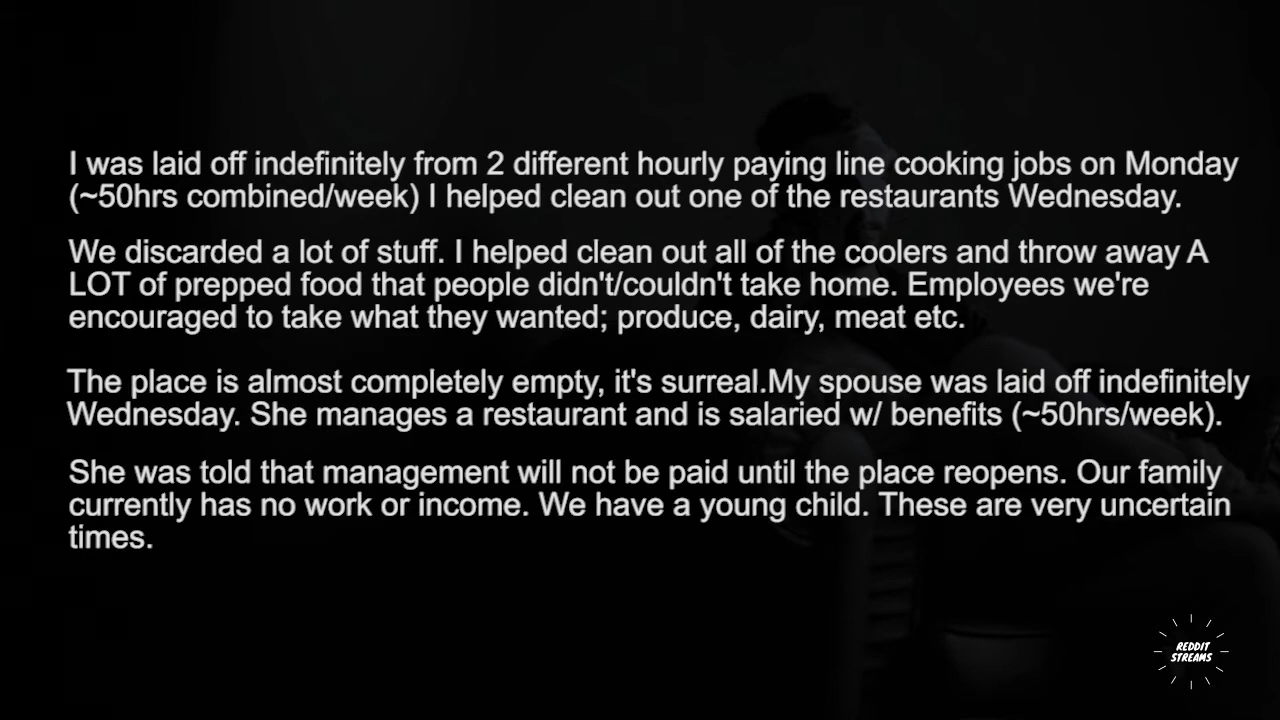 I was laid off indefinitely from 2 different hourly paying line cooking jobs on Monday
(~50hrs combined/week) I helped clean out one of the restaurants Wednesday.
We discarded a lot of stuff. I helped clean out all of the coolers and throw away A
LOT of prepped food that people didn't/couldn't take home. Employees we're
encouraged to take what they wanted; produce, dairy, meat etc.
The place is almost completely empty, it's surreal.My spouse was laid off indefinitely
Wednesday. She manages a restaurant and is salaried w/ benefits (~50hrs/week).
She was told that management will not be paid until the place reopens. Our family
currently has no work or income. We have a young child. These are very uncertain
times.
REDDIT
STREAMS